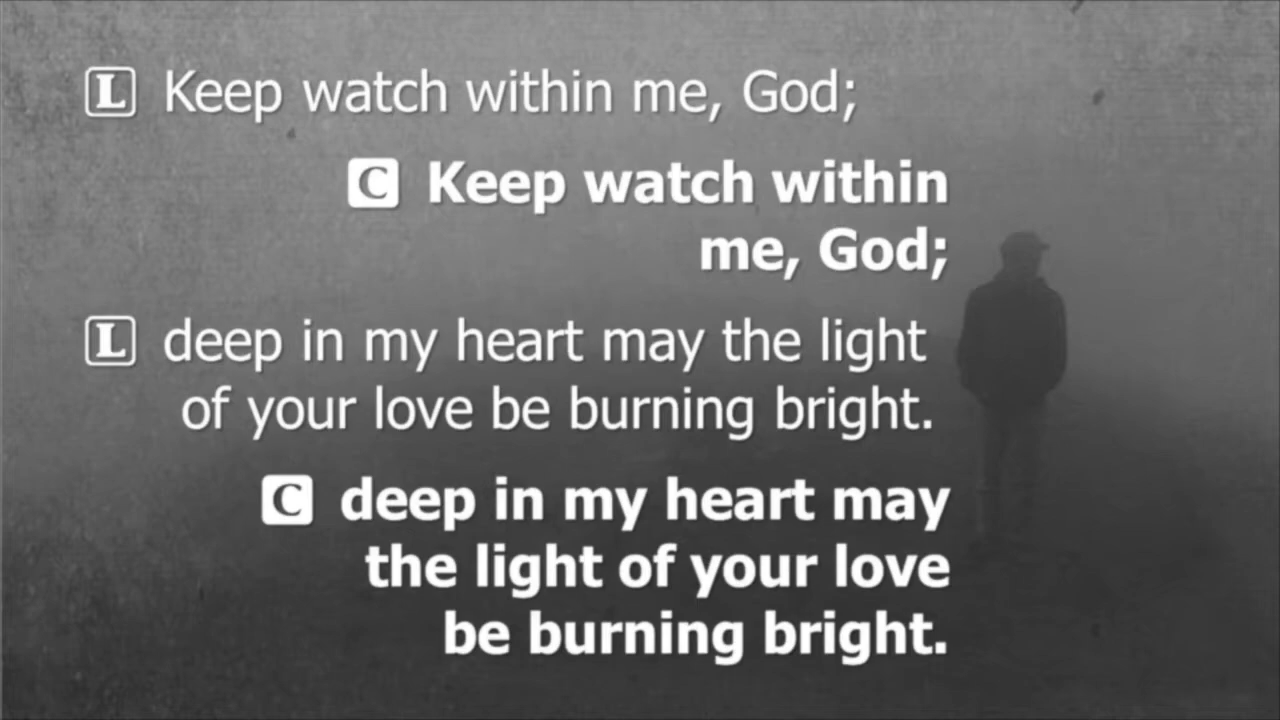 L Keep watch within me, God;
C Keep watch within
me, God;
L deep in my heart may the light
of your love be burning bright.
C deep in my heart may
the light of your love
be burning bright.